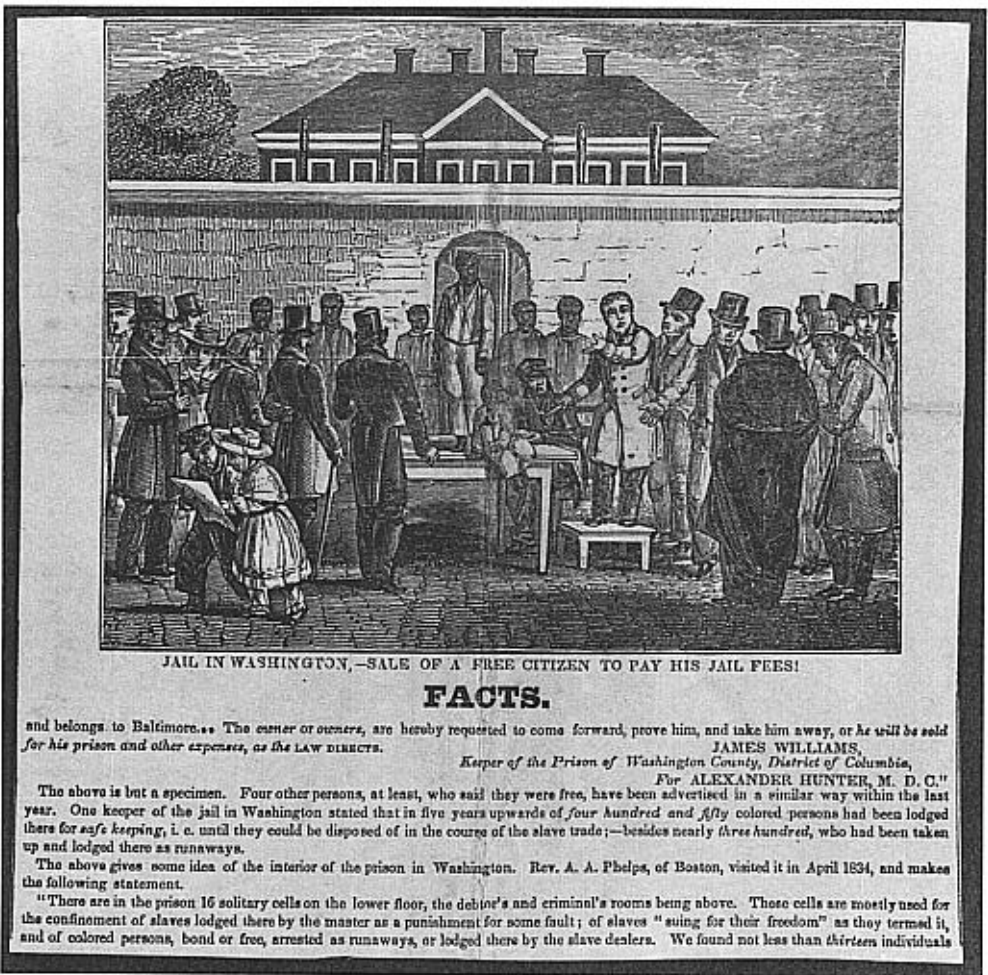 JAIL IN WASHINGTON,—SALE OF A FREE CITIZEN TO PAY HIS JAIL FEES!
FACTS.
and belongs to Baltimore... The owner or owners, are hereby requested to come forward, prove him, and take him away, or he will be sold
for his prison and other expenses, as the LAW DIRECTS.
JAMES WILLIAMS,
Keeper of the Prison of Washington County, District of Columbia,
For ALEXANDER HUNTER, M. D. C."
The above is but a specimen. Four other persons, at least, who said they were free, have been advertised in a similar way within the last
year. One keeper of the jail in Washington stated that in five years upwards of four hundred and fifty colored persons had been lodged
there for safe keeping, i. e. until they could be disposed of in the course of the slave trade;—besides nearly three hundred, who had been taken
up and lodged there as runaways.
The above gives some idea of the interior of the prison in Washington. Rev. A. A. Phelps, of Boston, visited it in April 1834, and makes
the following statement.
"There are in the prison 16 solitary cells on the lower floor, the debtor's and criminal's rooms being above. These cells are mostly used for
the confinement of slaves lodged there by the master as a punishment for some fault; of slaves "suing for their freedom" as they termed it,
and of colored persons, bond or free, arrested as runaways, or lodged there by the slave dealers. We found not less than thirteen individuals